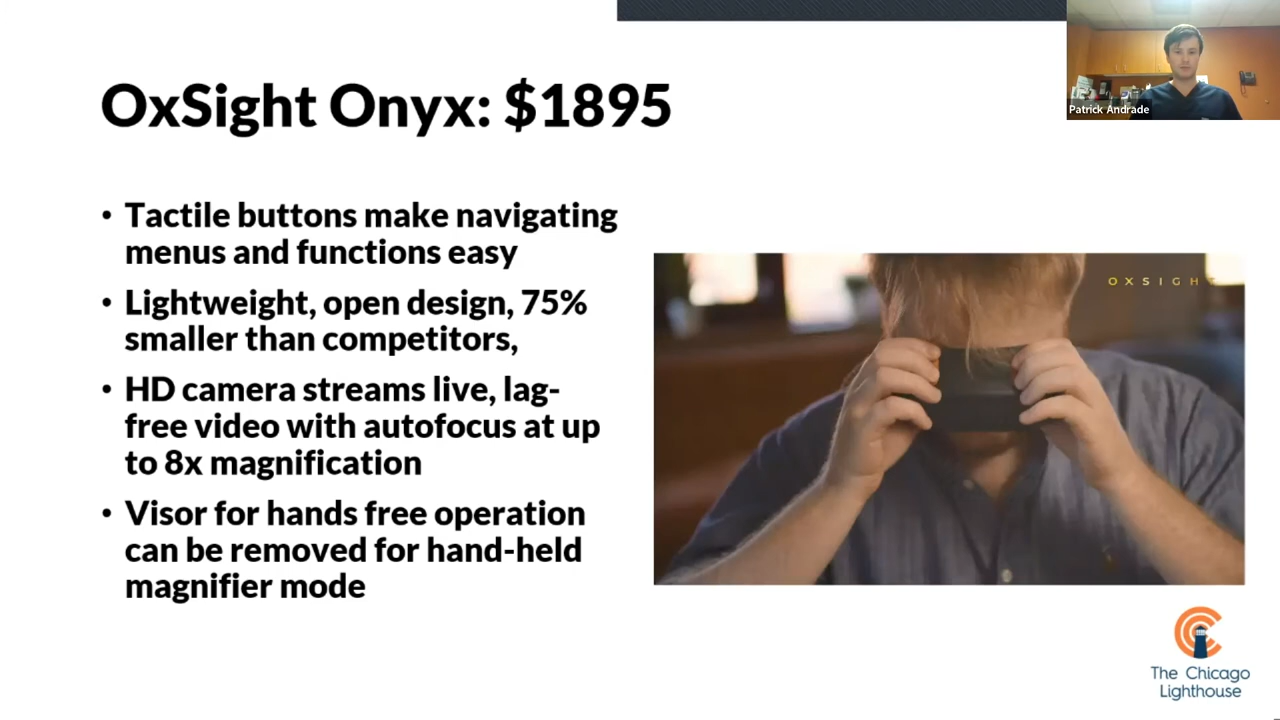 Patrick Andrade
OxSight Onyx: $1895
• Tactile buttons make navigating
menus and functions easy
• Lightweight, open design, 75%
smaller than competitors,
• HD camera streams live, lag-
free video with autofocus at up
to 8x magnification
• Visor for hands free operation
can be removed for hand-held
magnifier mode
OXSIGHT
The Chicago
Lighthouse